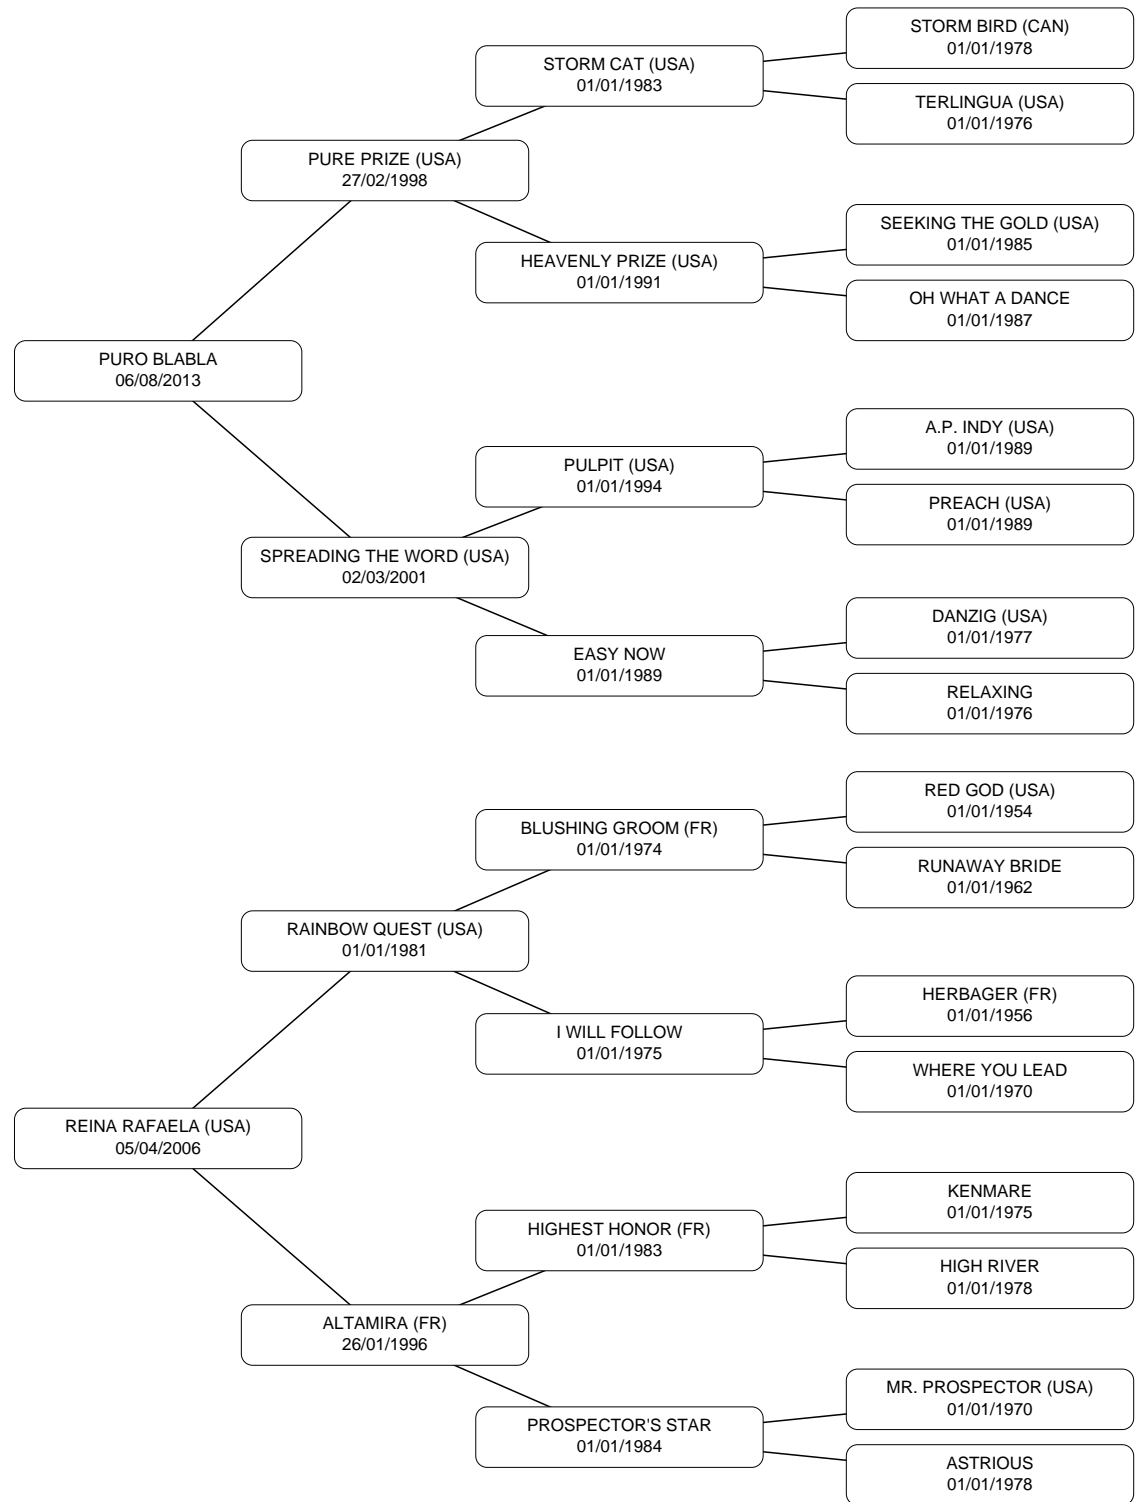 STORM BIRD (CAN)
01/01/1978
STORM CAT (USA)
01/01/1983
TERLINGUA (USA)
01/01/1976
PURE PRIZE (USA)
27/02/1998
SEEKING THE GOLD (USA)
01/01/1985
HEAVENLY PRIZE (USA)
01/01/1991
OH WHAT A DANCE
01/01/1987
PURO BLABLA
06/08/2013
A.P. INDY (USA)
01/01/1989
PULPIT (USA)
01/01/1994
PREACH (USA)
01/01/1989
SPREADING THE WORD (USA)
02/03/2001
DANZIG (USA)
01/01/1977
EASY NOW
01/01/1989
RELAXING
01/01/1976
RED GOD (USA)
01/01/1954
BLUSHING GROOM (FR)
01/01/1974
RUNAWAY BRIDE
01/01/1962
RAINBOW QUEST (USA)
01/01/1981
HERBAGER (FR)
01/01/1956
I WILL FOLLOW
01/01/1975
WHERE YOU LEAD
01/01/1970
REINA RAFAELA (USA)
05/04/2006
KENMARE
01/01/1975
HIGHEST HONOR (FR)
01/01/1983
HIGH RIVER
01/01/1978
ALTAMIRA (FR)
26/01/1996
MR. PROSPECTOR (USA)
01/01/1970
PROSPECTOR'S STAR
01/01/1984
ASTRIOUS
01/01/1978